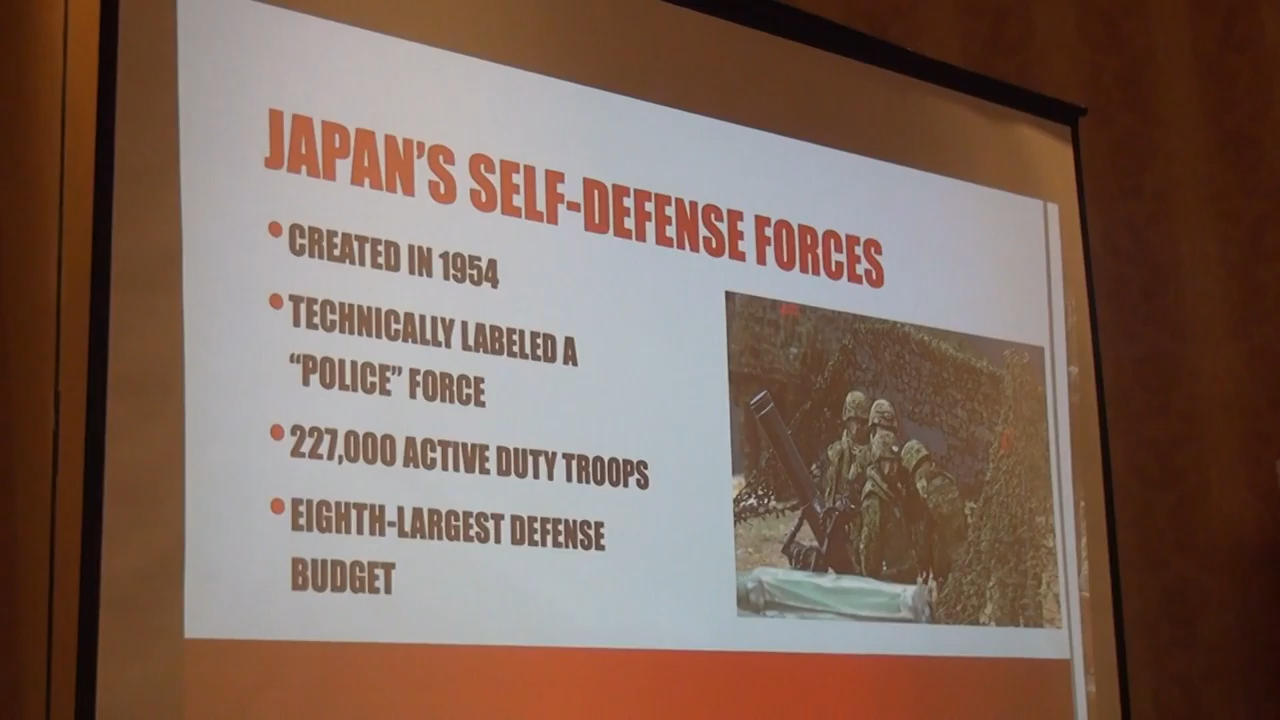 JAPAN'S SELF-DEFENSE FORCES
• CREATED IN 1954
• TECHNICALLY LABELED A
“POLICE” FORCE
• 227,000 ACTIVE DUTY TROOPS
• EIGHTH-LARGEST DEFENSE
BUDGET